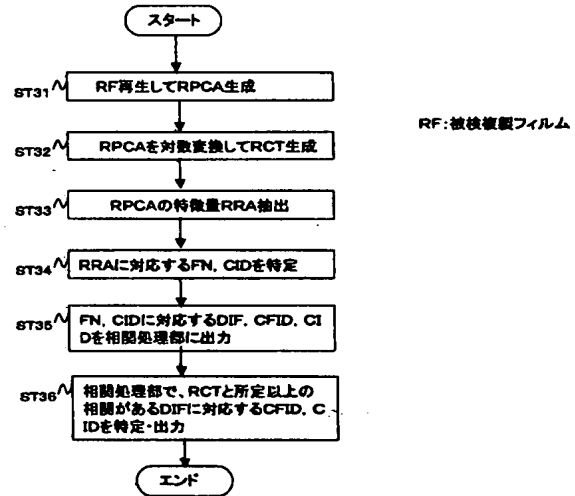 スタート
ST31
RF再生してRPCA生成
RF:被検複製フィルム
ST32
RPCAを対数変換してRCT生成
ST33
RPCAの特徴量RRA抽出
ST34
RRAに対応するFN, CIDを特定
ST35
FN, CIDに対応するDIF, CFID, CI
Dを相関処理部に出力
ST36
相関処理部で、RCTと所定以上の
相関があるDIFに対応するCFID, C
IDを特定・出力
エンド